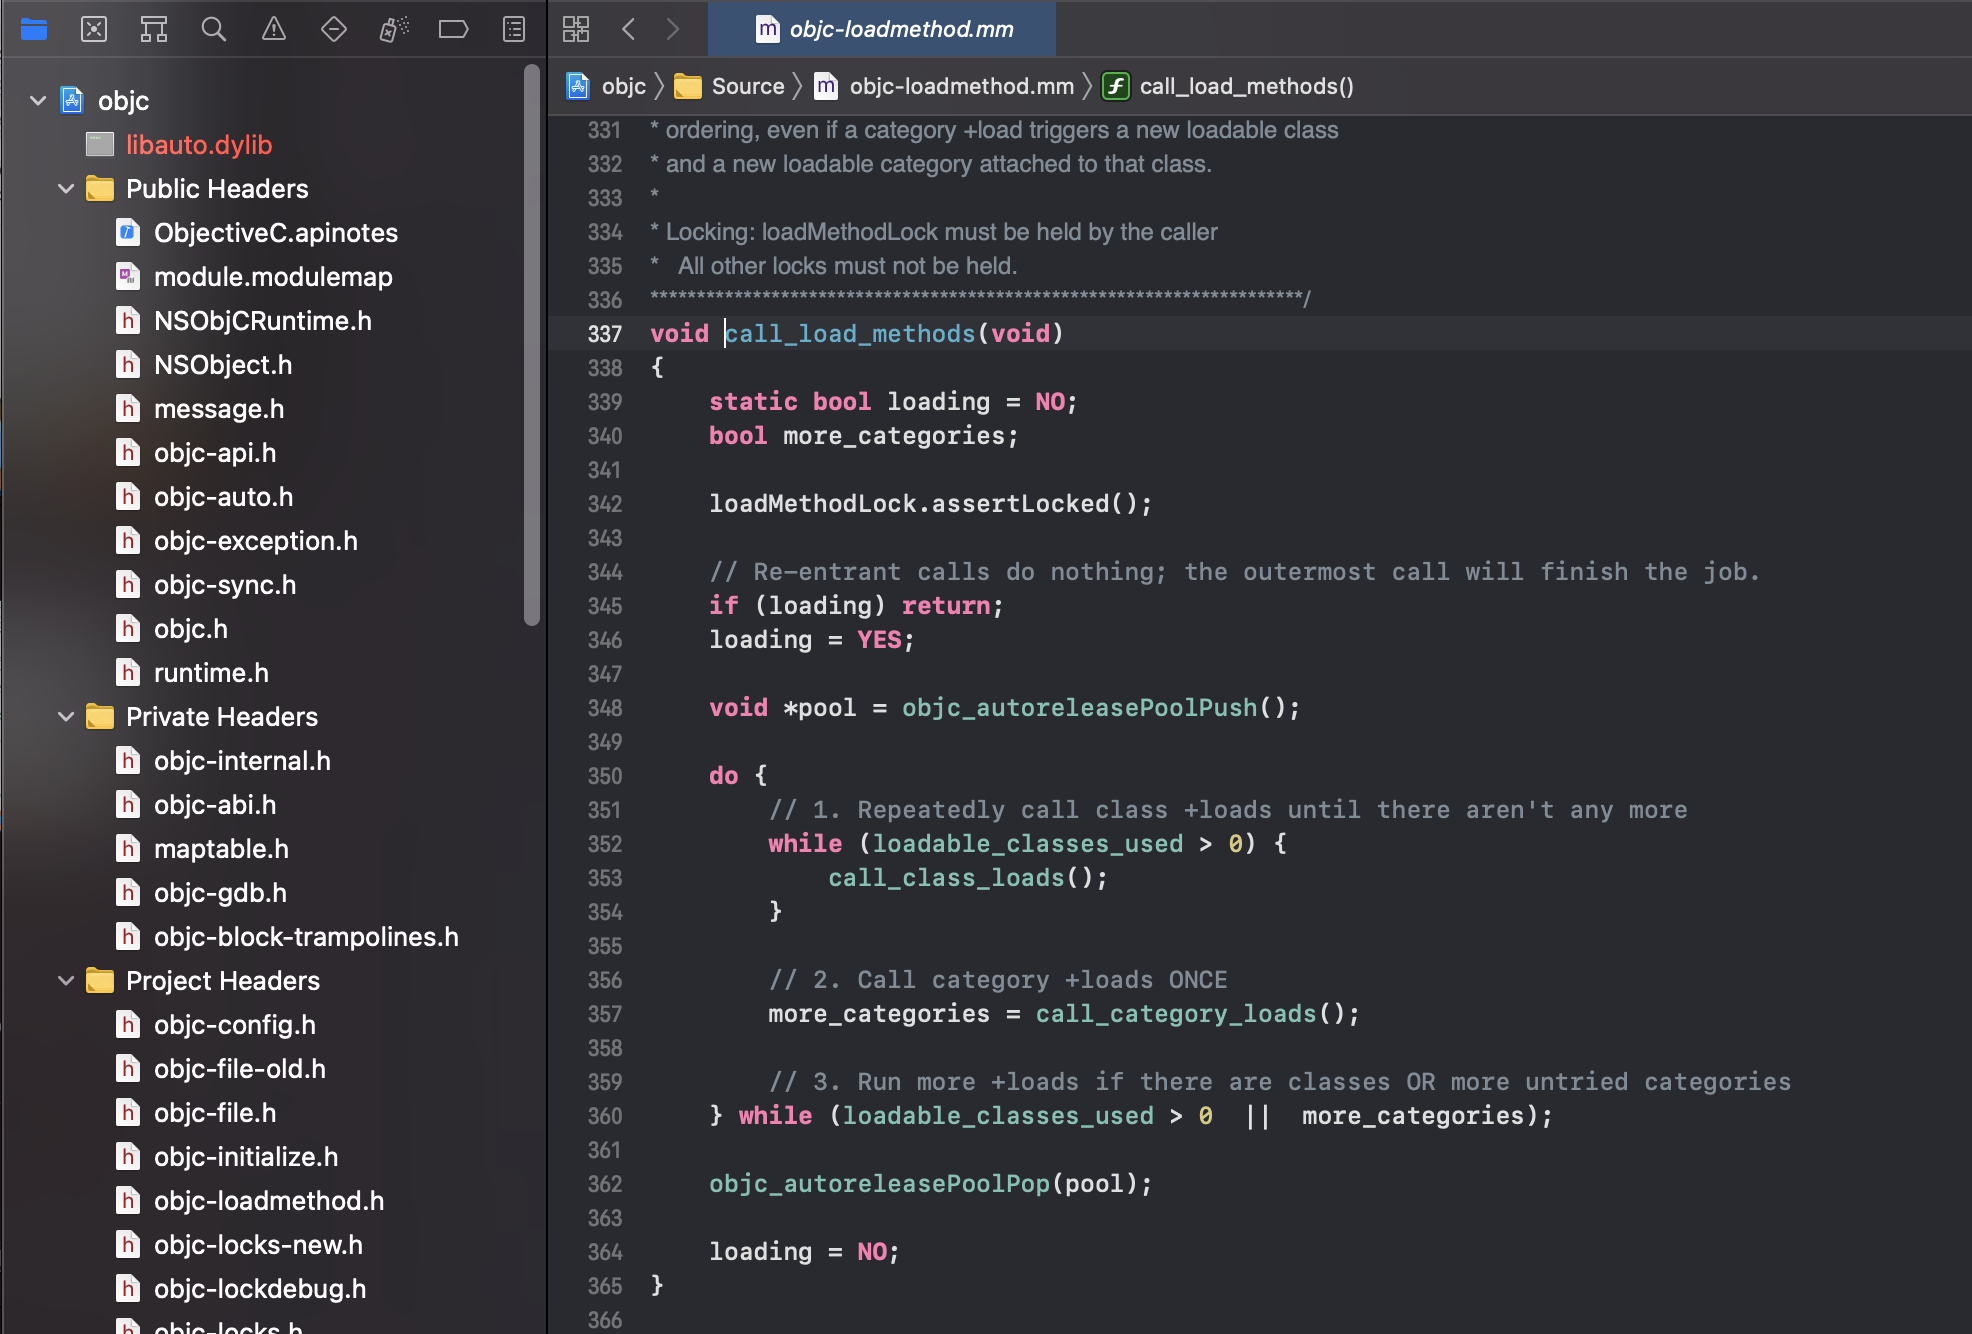 objc
libauto.dylib
Public Headers
ObjectiveC.apinotes
module.modulemap
h NSObjCRuntime.h
h NSObject.h
h message.h
h objc-api.h
h objc-auto.h
h objc-exception.h
h objc-sync.h
h objc.h
h runtime.h
Private Headers
h objc-internal.h
h objc-abi.h
h maptable.h
h objc-gdb.h
h objc-block-trampolines.h
Project Headers
h objc-config.h
h objc-file-old.h
h objc-file.h
h objc-initialize.h
h objc-loadmethod.h
h objc-locks-new.h
h objc-lockdebug.h
h objc-locks.h
m objc-loadmethod.mm
objc 〉 Source 〉 m objc-loadmethod.mm 〉 f call_load_methods()
331 * ordering, even if a category +load triggers a new loadable class
332 * and a new loadable category attached to that class.
333 *
334 * Locking: loadMethodLock must be held by the caller
335 *   All other locks must not be held.
336 **********************************************************************/
337 void call_load_methods(void)
338 {
339     static bool loading = NO;
340     bool more_categories;
341
342     loadMethodLock.assertLocked();
343
344     // Re-entrant calls do nothing; the outermost call will finish the job.
345     if (loading) return;
346     loading = YES;
347
348     void *pool = objc_autoreleasePoolPush();
349
350     do {
351         // 1. Repeatedly call class +loads until there aren't any more
352         while (loadable_classes_used > 0) {
353             call_class_loads();
354         }
355
356         // 2. Call category +loads ONCE
357         more_categories = call_category_loads();
358
359         // 3. Run more +loads if there are classes OR more untried categories
360     } while (loadable_classes_used > 0  ||  more_categories);
361
362     objc_autoreleasePoolPop(pool);
363
364     loading = NO;
365 }
366